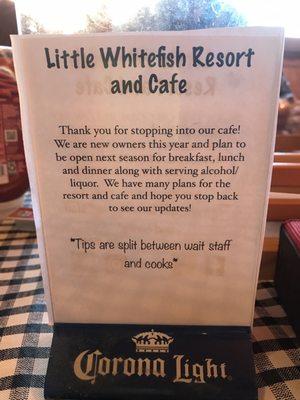 Little Whitefish Resort
and Cafe
Thank you for stopping into our cafe!
We are new owners this year and plan to
be open next season for breakfast, lunch
and dinner along with serving alcohol/
liquor. We have many plans for the
resort and cafe and hope you stop back
to see our updates!
*Tips are split between wait staff
and cooks*
Corona Light